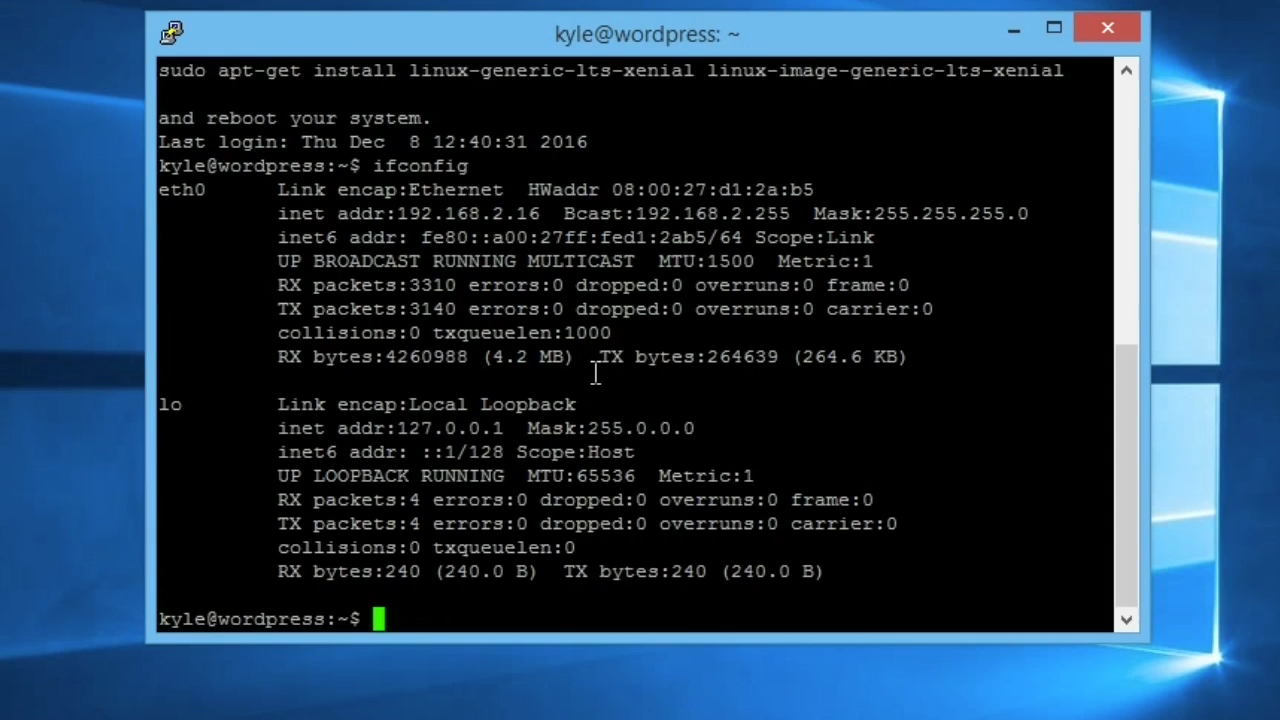 kyle@wordpress: ~
sudo apt-get install linux-generic-lts-xenial linux-image-generic-lts-xenial
and reboot your system.
Last login: Thu Dec  8 12:40:31 2016
kyle@wordpress:~$ ifconfig
eth0      Link encap:Ethernet  HWaddr 08:00:27:d1:2a:b5
          inet addr:192.168.2.16  Bcast:192.168.2.255  Mask:255.255.255.0
          inet6 addr: fe80::a00:27ff:fed1:2ab5/64 Scope:Link
          UP BROADCAST RUNNING MULTICAST  MTU:1500  Metric:1
          RX packets:3310 errors:0 dropped:0 overruns:0 frame:0
          TX packets:3140 errors:0 dropped:0 overruns:0 carrier:0
          collisions:0 txqueuelen:1000
          RX bytes:4260988 (4.2 MB)  TX bytes:264639 (264.6 KB)
lo        Link encap:Local Loopback
          inet addr:127.0.0.1  Mask:255.0.0.0
          inet6 addr: ::1/128 Scope:Host
          UP LOOPBACK RUNNING  MTU:65536  Metric:1
          RX packets:4 errors:0 dropped:0 overruns:0 frame:0
          TX packets:4 errors:0 dropped:0 overruns:0 carrier:0
          collisions:0 txqueuelen:0
          RX bytes:240 (240.0 B)  TX bytes:240 (240.0 B)
kyle@wordpress:~$